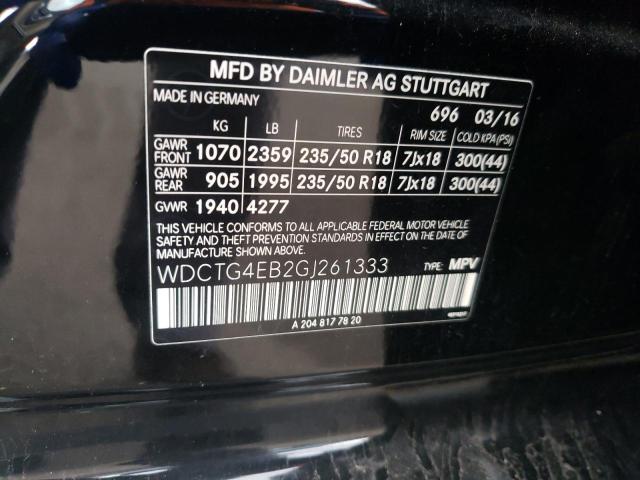 MFD BY DAIMLER AG STUTTGART
MADE IN GERMANY 696 03/16
KG LB TIRES RIM SIZE COLD KPA(PSI)
GAWR FRONT 1070 2359 235/50 R18 7Jx18 300(44)
GAWR REAR 905 1995 235/50 R18 7Jx18 300(44)
GVWR 1940 4277
THIS VEHICLE CONFORMS TO ALL APPLICABLE FEDERAL MOTOR VEHICLE
SAFETY AND THEFT PREVENTION STANDARDS IN EFFECT ON THE DATE OF
MANUFACTURE SHOWN ABOVE.
WDCTG4EB2GJ261333 TYPE: MPV
A 204 817 78 20